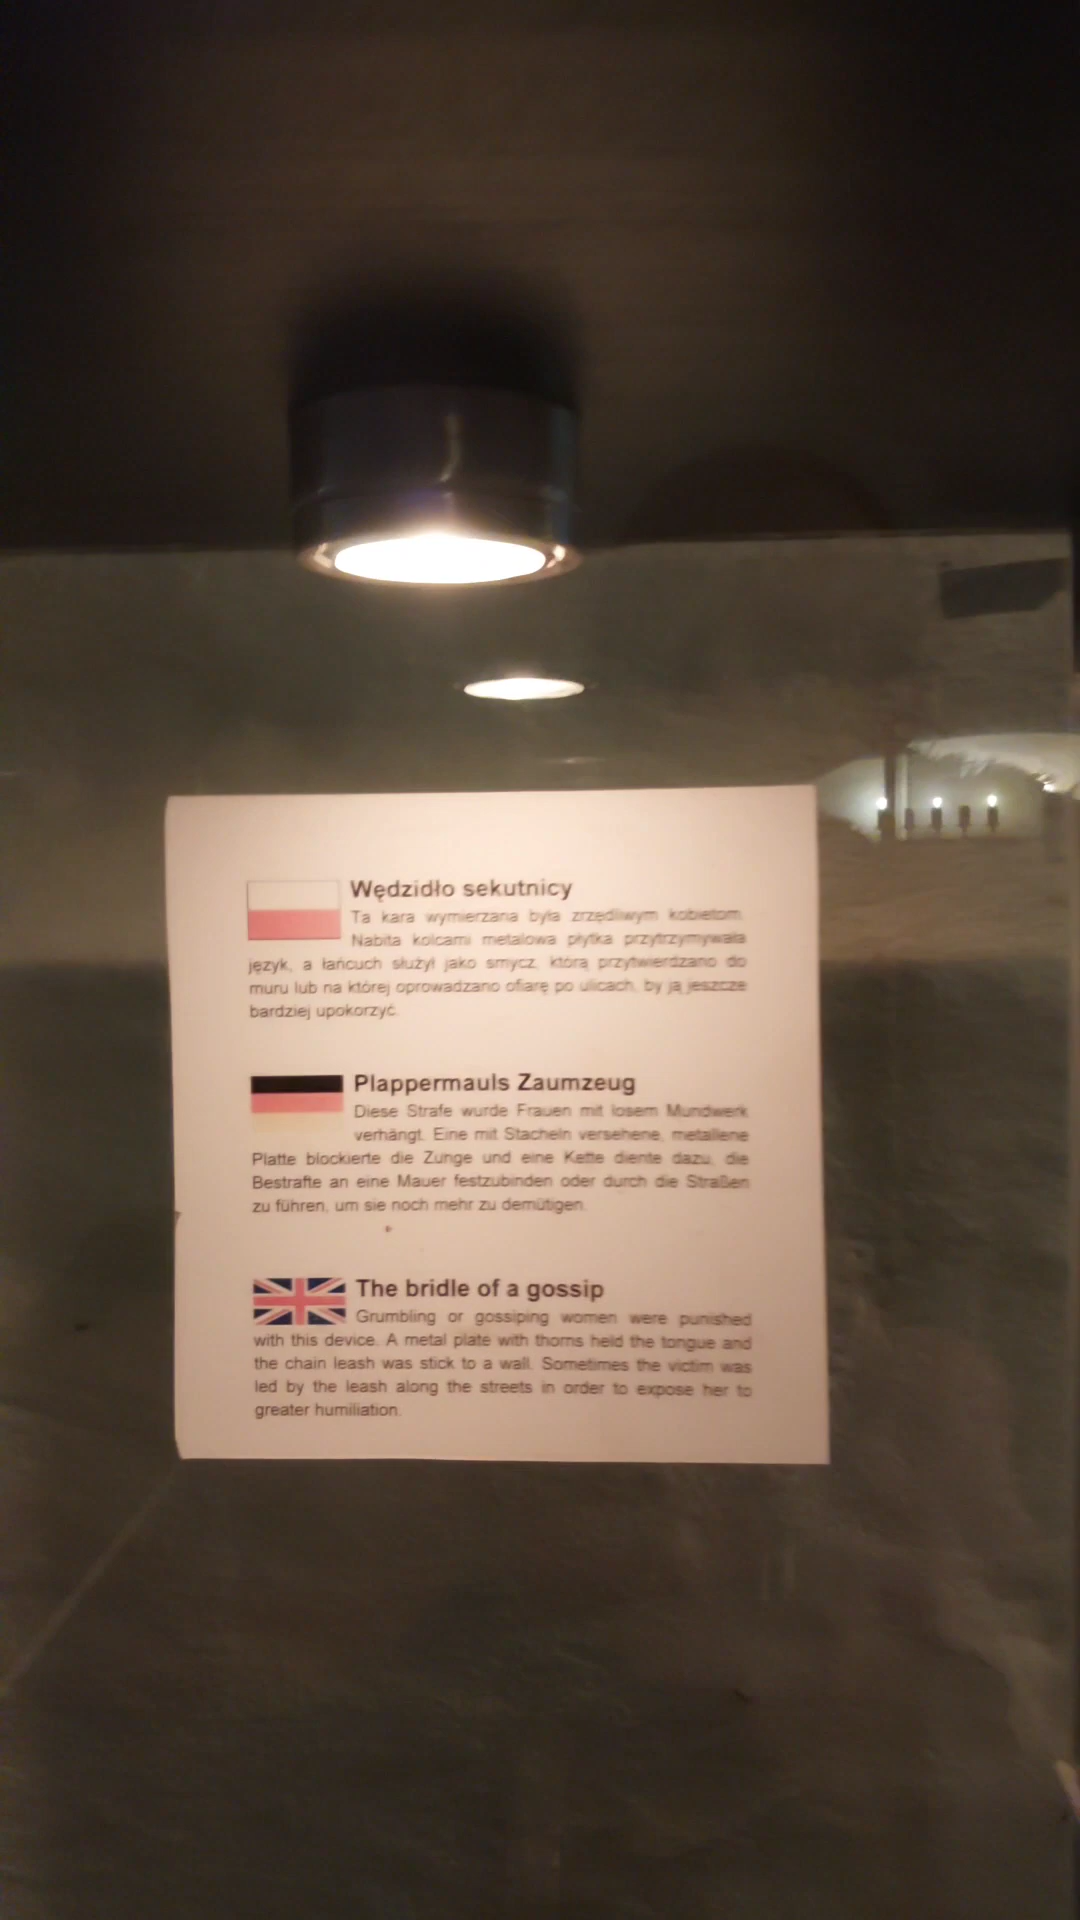 Wędzidło sekutnicy
Ta kara wymierzana była zrzędliwym kobietom.
Nabita kolcami metalowa płytka przytrzymywała
język, a łańcuch służył jako smycz, którą przytwierdzano do
muru lub na której oprowadzano ofiarę po ulicach, by ją jeszcze
bardziej upokorzyć.
Plappermauls Zaumzeug
Diese Strafe wurde Frauen mit losem Mundwerk
verhängt. Eine mit Stacheln versehene, metallene
Platte blockierte die Zunge und eine Kette diente dazu, die
Bestrafte an eine Mauer festzubinden oder durch die Straßen
zu führen, um sie noch mehr zu demütigen.
The bridle of a gossip
Grumbling or gossiping women were punished
with this device. A metal plate with thorns held the tongue and
the chain leash was stick to a wall. Sometimes the victim was
led by the leash along the streets in order to expose her to
greater humiliation.